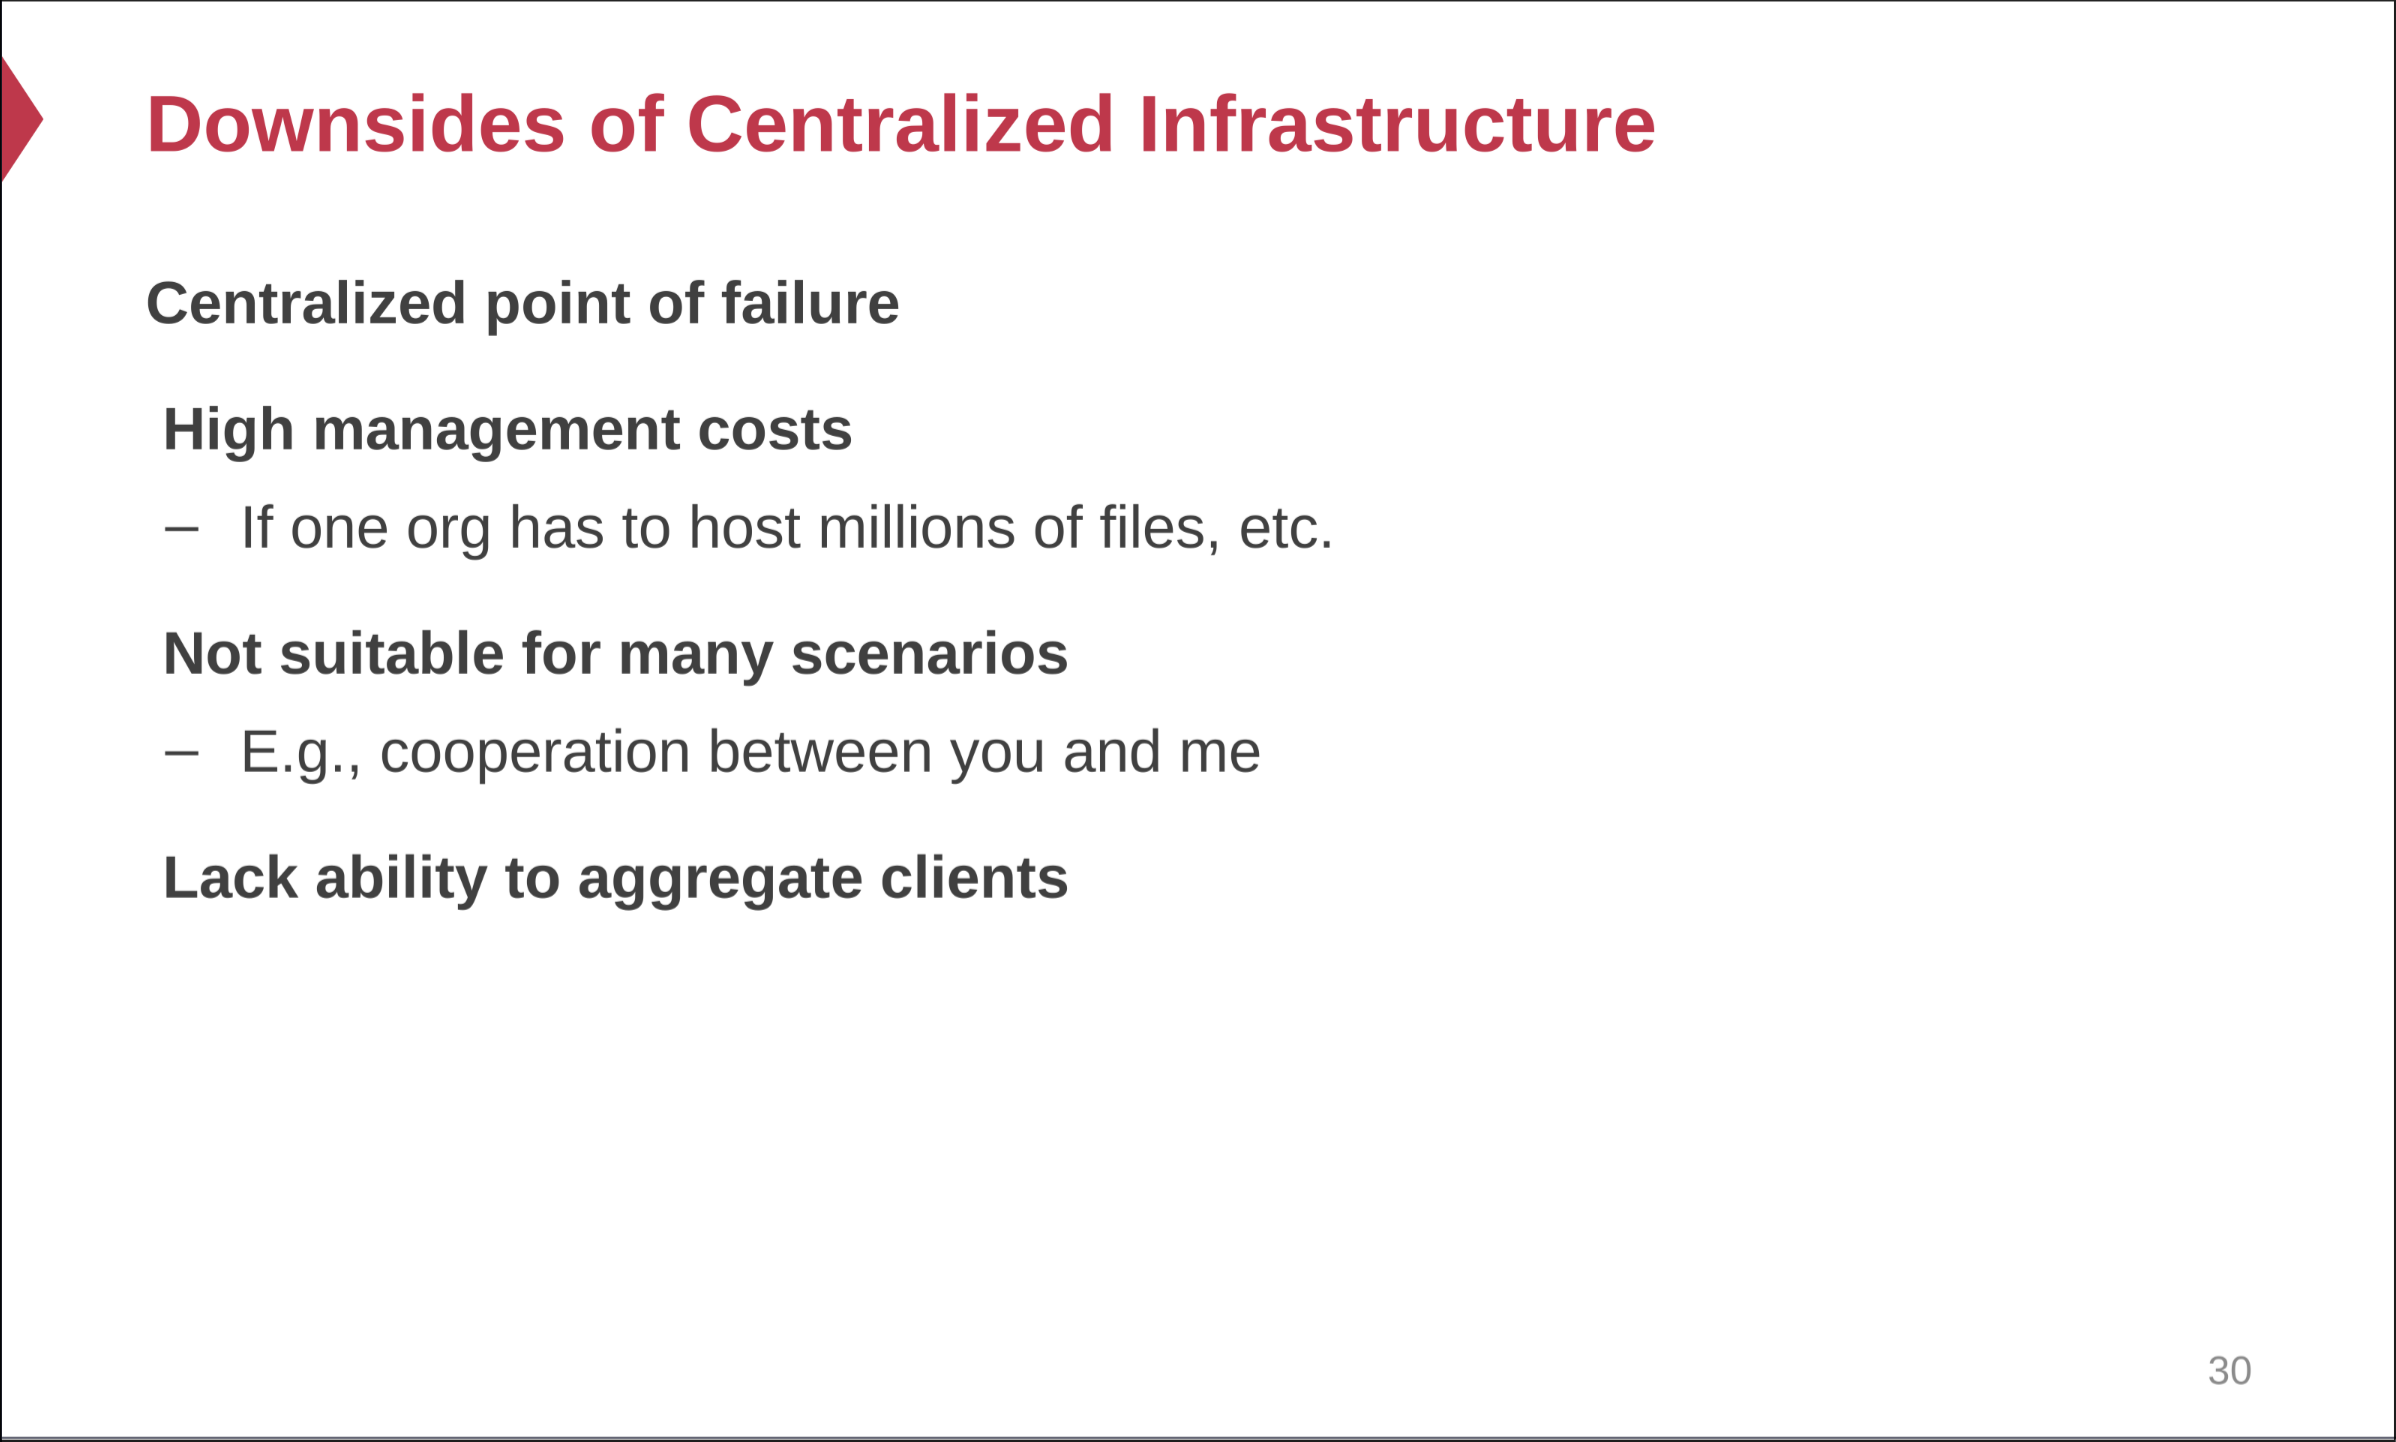 Downsides of Centralized Infrastructure
Centralized point of failure
High management costs
– If one org has to host millions of files, etc.
Not suitable for many scenarios
– E.g., cooperation between you and me
Lack ability to aggregate clients
30